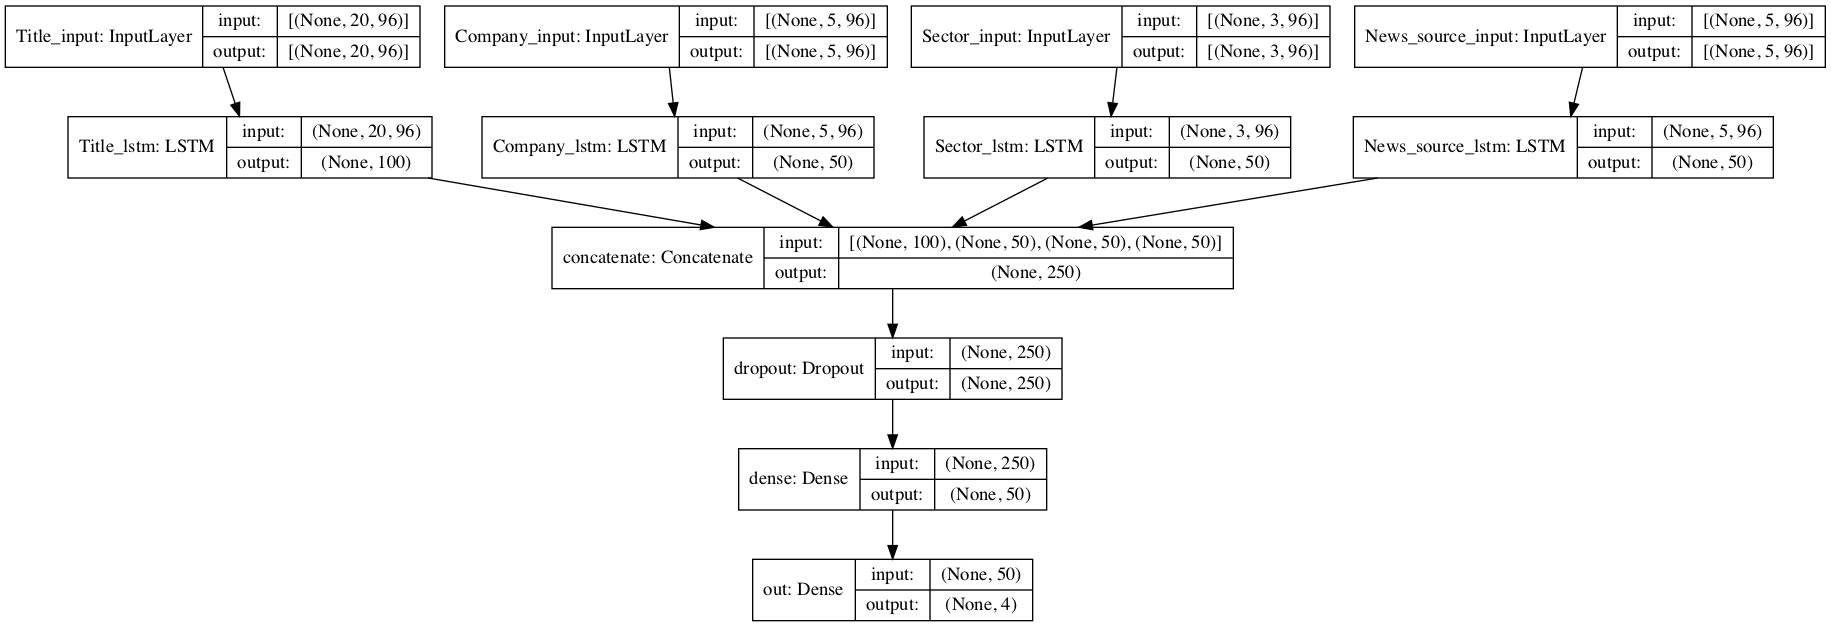 Title_input: InputLayer
input: [(None, 20, 96)]
output: [(None, 20, 96)]
Company_input: InputLayer
input: [(None, 5, 96)]
output: [(None, 5, 96)]
Sector_input: InputLayer
input: [(None, 3, 96)]
output: [(None, 3, 96)]
News_source_input: InputLayer
input: [(None, 5, 96)]
output: [(None, 5, 96)]
Title_lstm: LSTM
input: (None, 20, 96)
output: (None, 100)
Company_lstm: LSTM
input: (None, 5, 96)
output: (None, 50)
Sector_lstm: LSTM
input: (None, 3, 96)
output: (None, 50)
News_source_lstm: LSTM
input: (None, 5, 96)
output: (None, 50)
concatenate: Concatenate
input: [(None, 100), (None, 50), (None, 50), (None, 50)]
output: (None, 250)
dropout: Dropout
input: (None, 250)
output: (None, 250)
dense: Dense
input: (None, 250)
output: (None, 50)
out: Dense
input: (None, 50)
output: (None, 4)